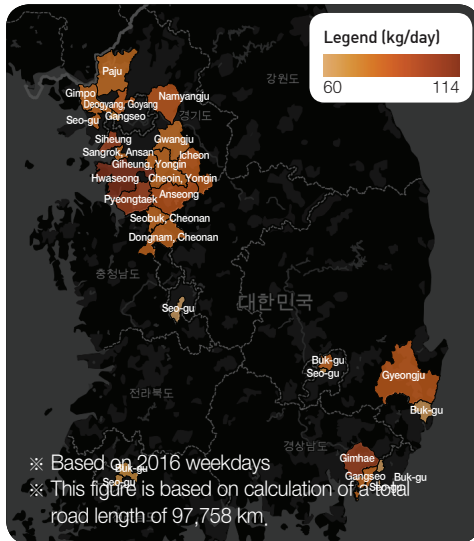 Legend (kg/day)
60 114
강원도
Paju
Gimpo
Deogyang, Goyang
Namyangju
Seo-gu
Gangseo
경기도
Siheung
Gwangju
Sangrok, Ansan
Icheon
Giheung, Yongin
Hwaseong
Cheoin, Yongin
Pyeongtaek
Anseong
Seobuk, Cheonan
Dongnam, Cheonan
충청남도
Seo-gu
대한민국
Buk-gu
Seo-gu
Gyeongju
전라북도
Buk-gu
경상남도
Gimhae
Gangseo
Buk-gu
Seo-gu
Buk-gu
Seo-gu
※ Based on 2016 weekdays
※ This figure is based on calculation of a total
road length of 97,758 km.